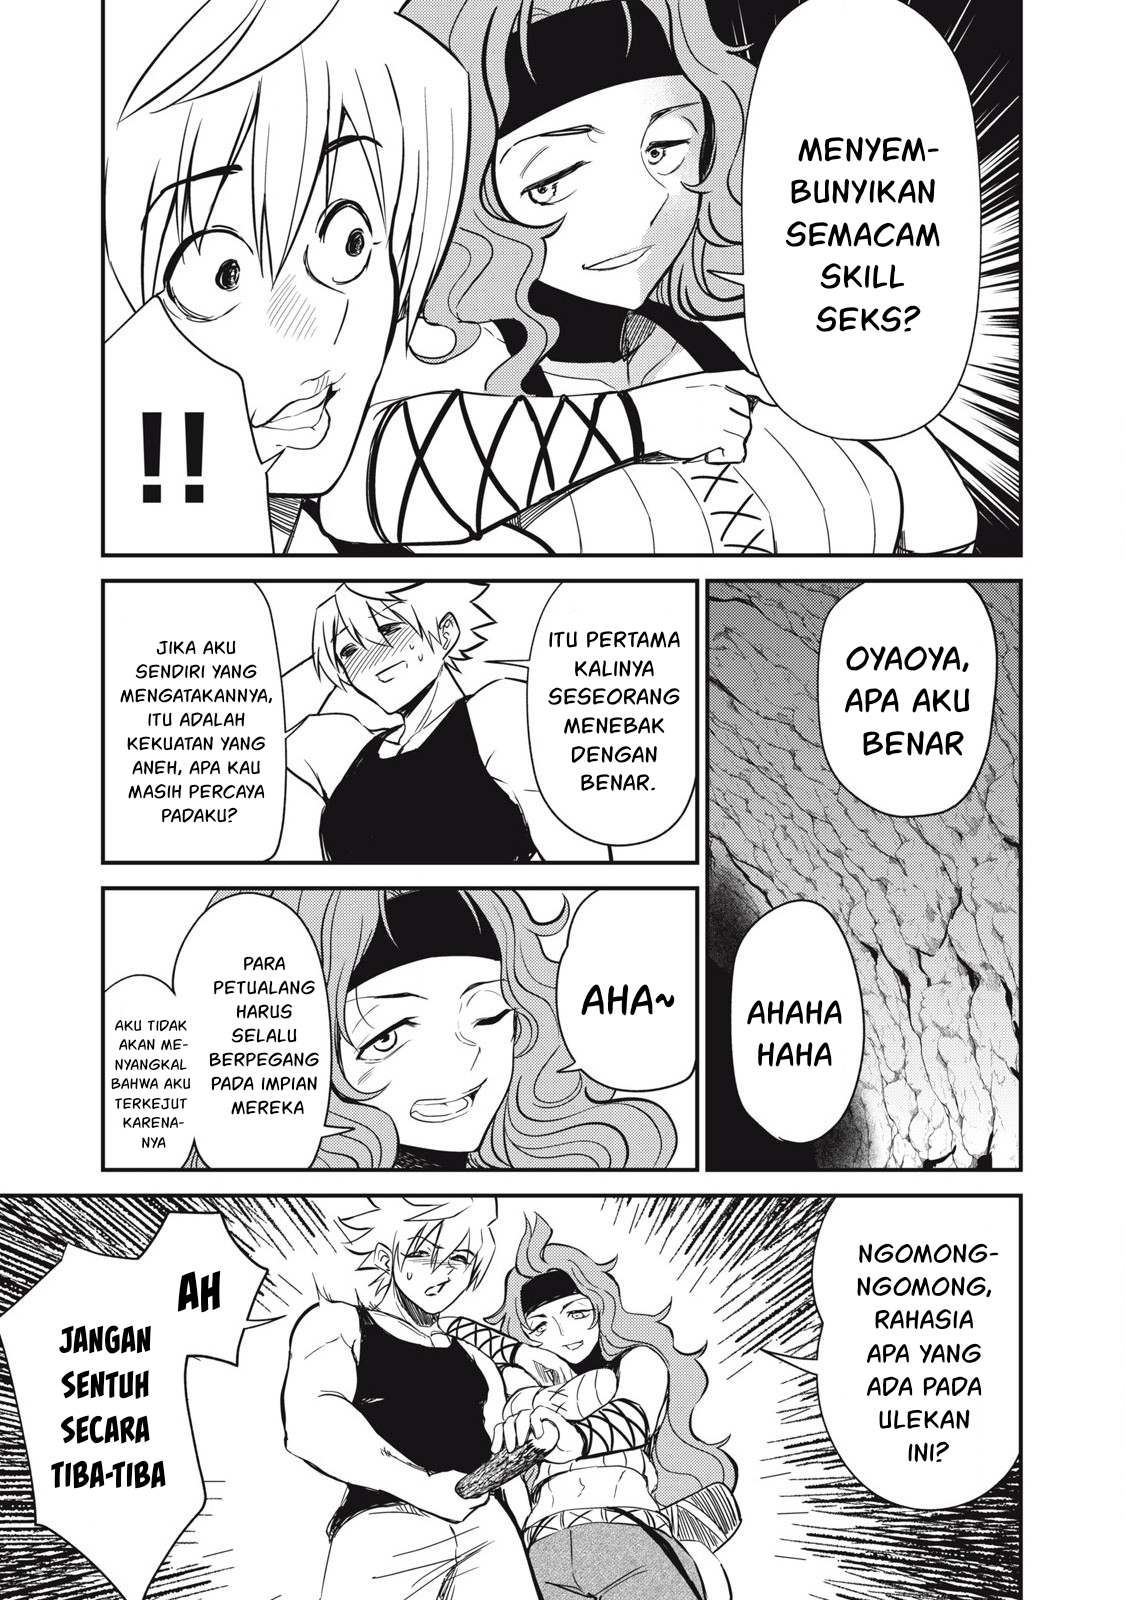 MENYEM-
BUNYIKAN
SEMACAM
SKILL
SEKS?
!!
OYAOYA,
APA AKU
BENAR
AHAHA
HAHA
ITU PERTAMA
KALINYA
SESEORANG
MENEBAK
DENGAN
BENAR.
JIKA AKU
SENDIRI YANG
MENGATAKANNYA,
ITU ADALAH
KEKUATAN YANG
ANEH, APA KAU
MASIH PERCAYA
PADAKU?
AHA~
PARA
PETUALANG
HARUS
SELALU
BERPEGANG
PADA IMPIAN
MEREKA
AKU TIDAK
AKAN ME-
NYANGKAL
BAHWA AKU
TERKEJUT
KARENA-
NYA
NGOMONG-
NGOMONG,
RAHASIA
APA YANG
ADA PADA
ULEKAN
INI?
AH
JANGAN
SENTUH
SECARA
TIBA-TIBA